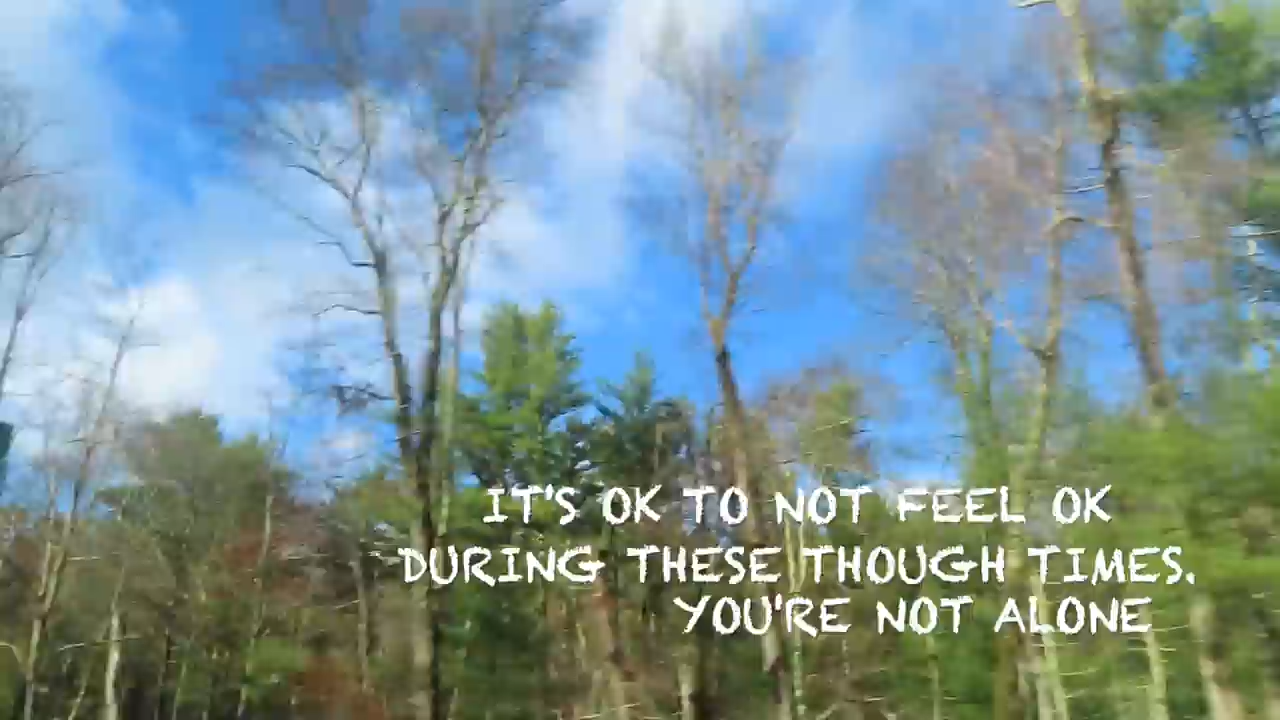 IT'S OK TO NOT FEEL OK
DURING THESE THOUGH TIMES.
YOU'RE NOT ALONE